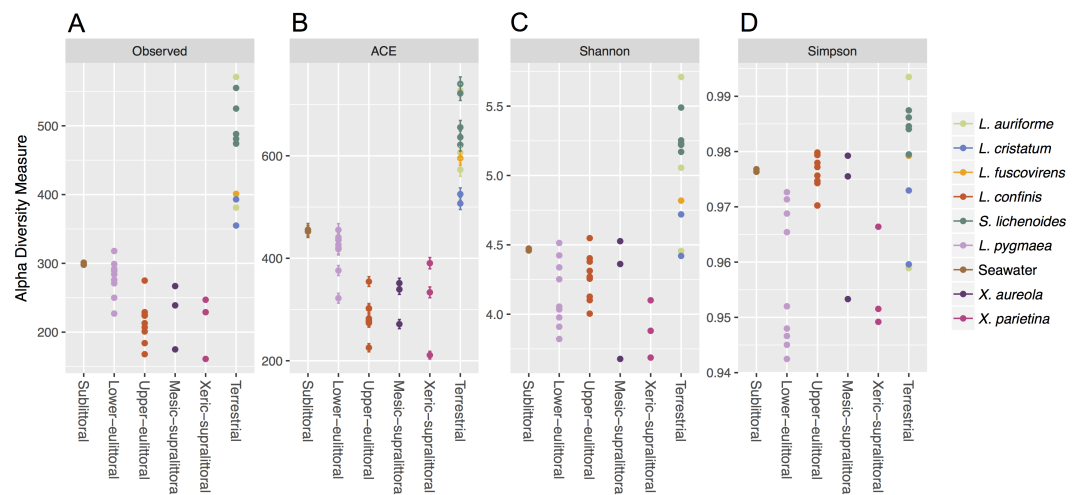 A
B
C
D
Observed
ACE
Shannon
Simpson
Alpha Diversity Measure
500
400
300
200
600
400
200
5.5
5.0
4.5
4.0
0.99
0.98
0.97
0.96
0.95
0.94
Sublittoral
Lower−eulittoral
Upper−eulittoral
Mesic−supralittora
Xeric−supralittoral
Terrestrial
Sublittoral
Lower−eulittoral
Upper−eulittoral
Mesic−supralittora
Xeric−supralittoral
Terrestrial
Sublittoral
Lower−eulittoral
Upper−eulittoral
Mesic−supralittora
Xeric−supralittoral
Terrestrial
Sublittoral
Lower−eulittoral
Upper−eulittoral
Mesic−supralittora
Xeric−supralittoral
Terrestrial
L. auriforme
L. cristatum
L. fuscovirens
L. confinis
S. lichenoides
L. pygmaea
Seawater
X. aureola
X. parietina